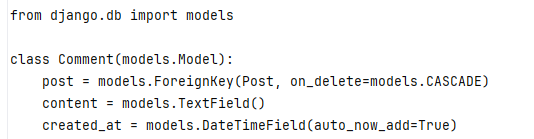 from django.db import models

class Comment(models.Model):
    post = models.ForeignKey(Post, on_delete=models.CASCADE)
    content = models.TextField()
    created_at = models.DateTimeField(auto_now_add=True)